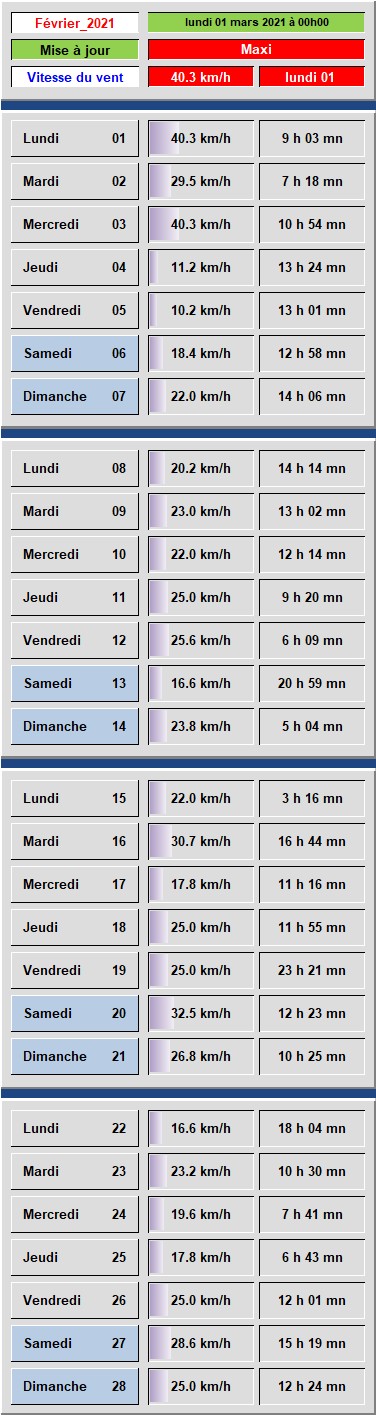 Février_2021 lundi 01 mars 2021 à 00h00
Mise à jour Maxi
Vitesse du vent 40.3 km/h lundi 01
Lundi 01 40.3 km/h 9 h 03 mn
Mardi 02 29.5 km/h 7 h 18 mn
Mercredi 03 40.3 km/h 10 h 54 mn
Jeudi 04 11.2 km/h 13 h 24 mn
Vendredi 05 10.2 km/h 13 h 01 mn
Samedi 06 18.4 km/h 12 h 58 mn
Dimanche 07 22.0 km/h 14 h 06 mn
Lundi 08 20.2 km/h 14 h 14 mn
Mardi 09 23.0 km/h 13 h 02 mn
Mercredi 10 22.0 km/h 12 h 14 mn
Jeudi 11 25.0 km/h 9 h 20 mn
Vendredi 12 25.6 km/h 6 h 09 mn
Samedi 13 16.6 km/h 20 h 59 mn
Dimanche 14 23.8 km/h 5 h 04 mn
Lundi 15 22.0 km/h 3 h 16 mn
Mardi 16 30.7 km/h 16 h 44 mn
Mercredi 17 17.8 km/h 11 h 16 mn
Jeudi 18 25.0 km/h 11 h 55 mn
Vendredi 19 25.0 km/h 23 h 21 mn
Samedi 20 32.5 km/h 12 h 23 mn
Dimanche 21 26.8 km/h 10 h 25 mn
Lundi 22 16.6 km/h 18 h 04 mn
Mardi 23 23.2 km/h 10 h 30 mn
Mercredi 24 19.6 km/h 7 h 41 mn
Jeudi 25 17.8 km/h 6 h 43 mn
Vendredi 26 25.0 km/h 12 h 01 mn
Samedi 27 28.6 km/h 15 h 19 mn
Dimanche 28 25.0 km/h 12 h 24 mn